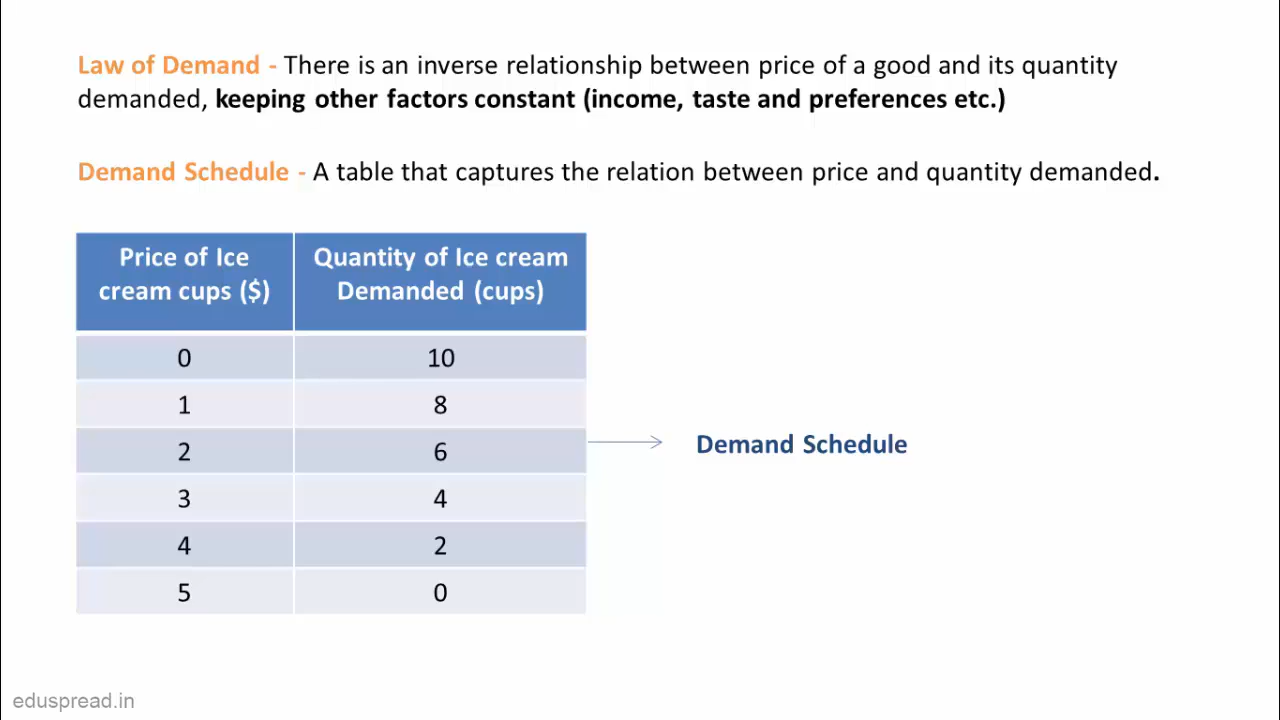 Law of Demand - There is an inverse relationship between price of a good and its quantity
demanded, keeping other factors constant (income, taste and preferences etc.)
Demand Schedule - A table that captures the relation between price and quantity demanded.
Price of Ice
cream cups ($)
Quantity of Ice cream
Demanded (cups)
0 10
1 8
2 6
3 4
4 2
5 0
Demand Schedule
eduspread.in